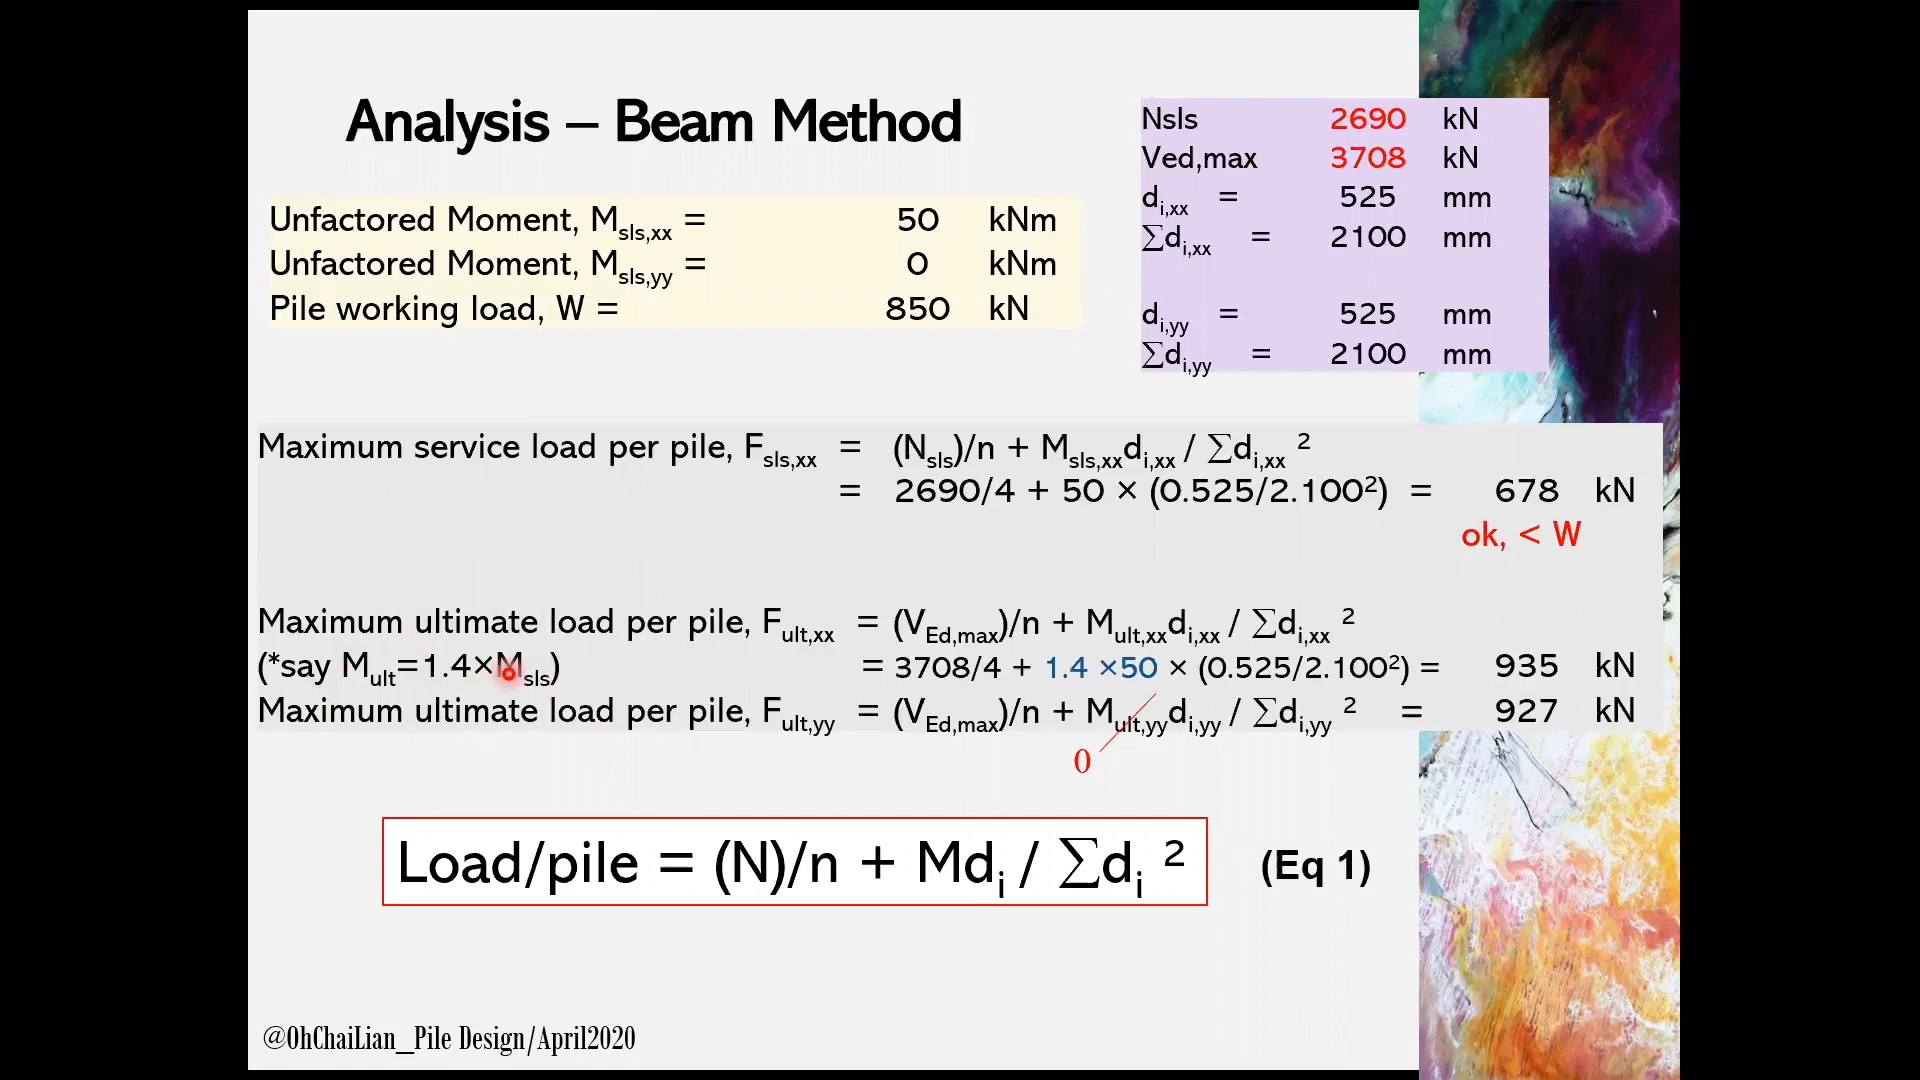 Analysis – Beam Method
Nsls 2690 kN
Ved,max 3708 kN
di,xx = 525 mm
∑di,xx = 2100 mm
di,yy = 525 mm
∑di,yy = 2100 mm
Unfactored Moment, Msls,xx = 50 kNm
Unfactored Moment, Msls,yy = 0 kNm
Pile working load, W = 850 kN
Maximum service load per pile, Fsls,xx = (Nsls)/n + Msls,xxdi,xx / ∑di,xx ²
= 2690/4 + 50 × (0.525/2.100²) = 678 kN
ok, < W
Maximum ultimate load per pile, Fult,xx = (VEd,max)/n + Mult,xxdi,xx / ∑di,xx ²
(*say Mult=1.4×Msls) = 3708/4 + 1.4 ×50 × (0.525/2.100²) = 935 kN
Maximum ultimate load per pile, Fult,yy = (VEd,max)/n + Mult,yydi,yy / ∑di,yy ² = 927 kN
0
Load/pile = (N)/n + Mdi / ∑di ² (Eq 1)
@OhChaiLian_Pile Design/April2020